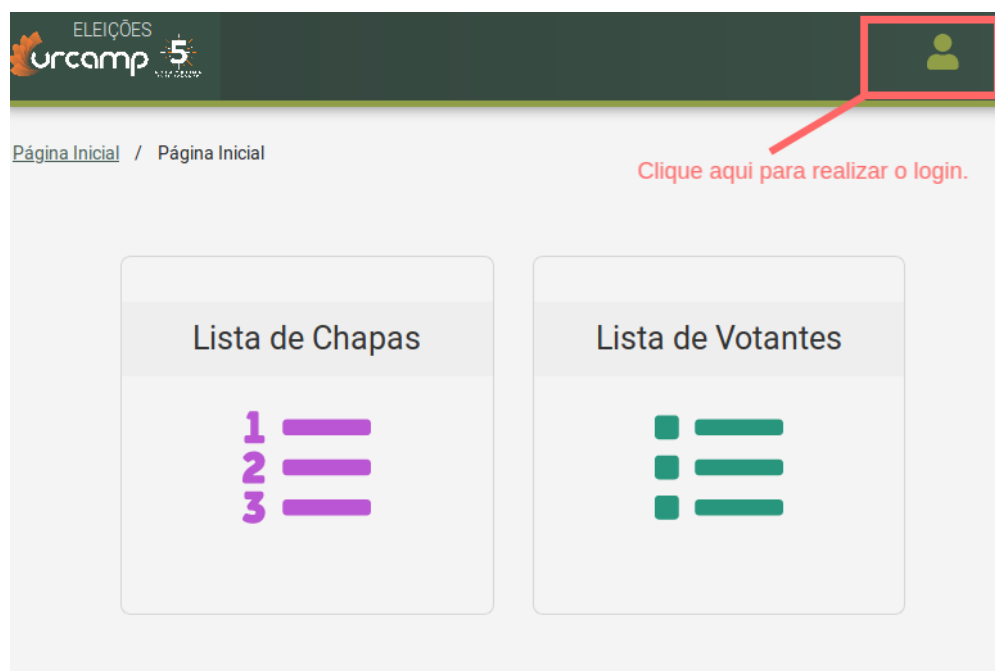 ELEIÇÕES
urcamp 5
Página Inicial / Página Inicial
Clique aqui para realizar o login.
Lista de Chapas
Lista de Votantes
1
2
3